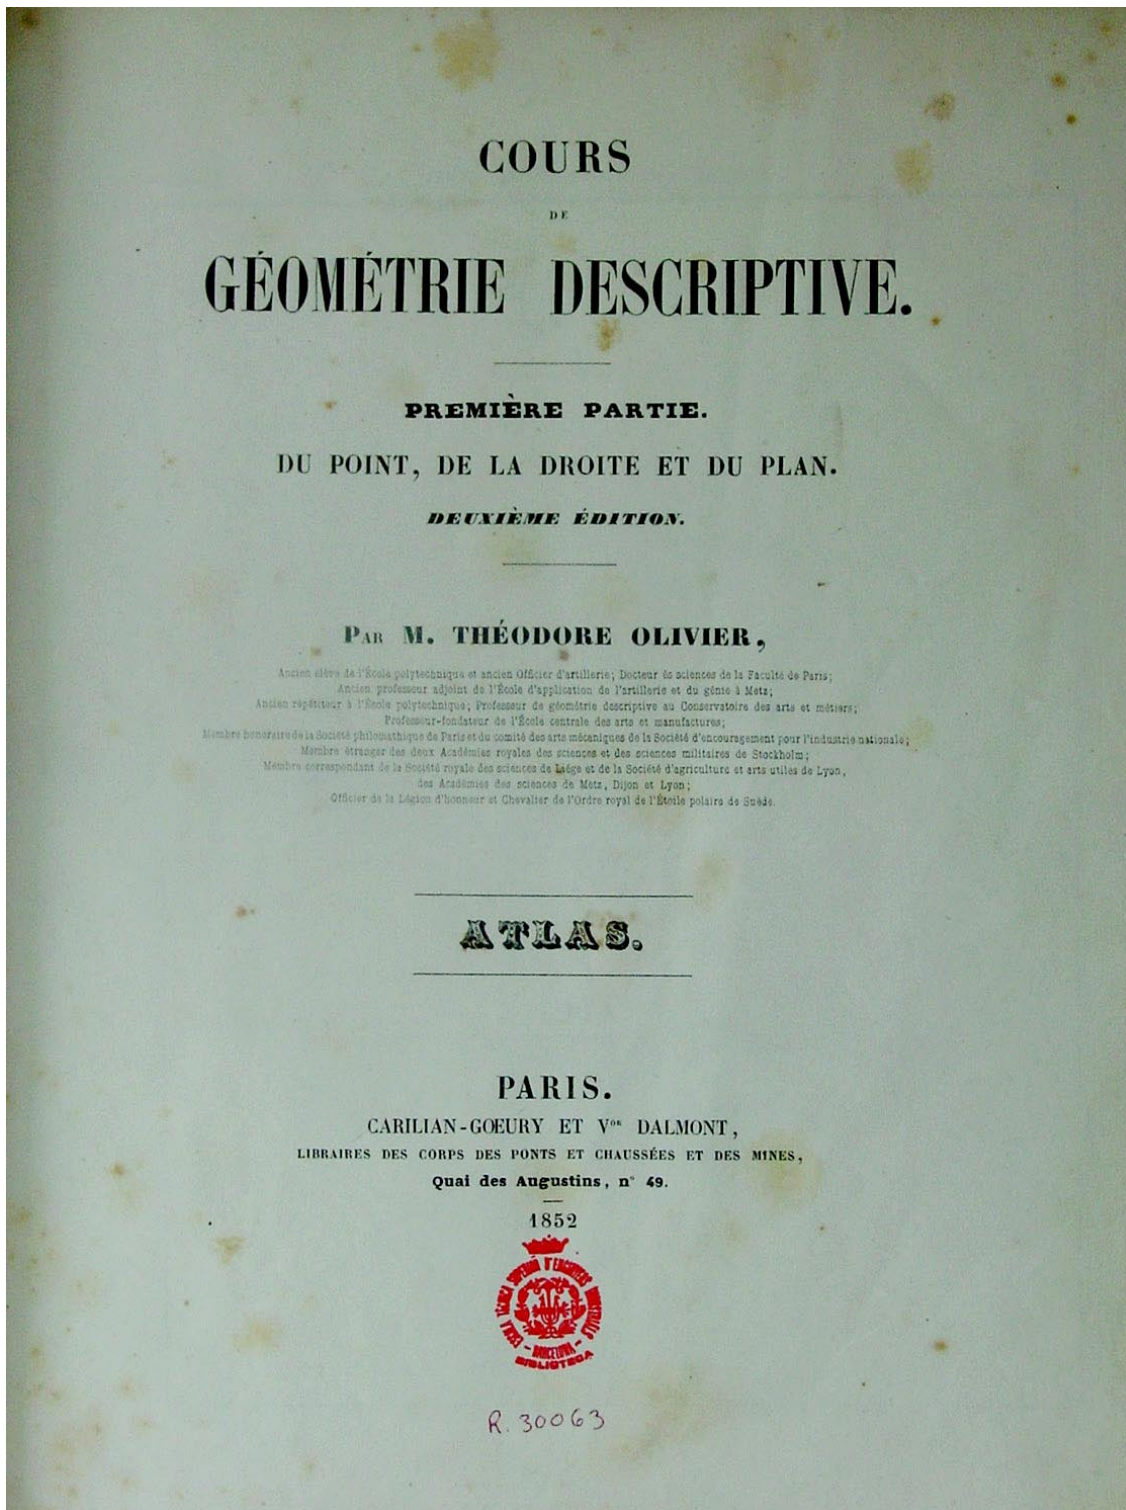 COURS
DE
GÉOMÉTRIE DESCRIPTIVE.
PREMIÈRE PARTIE.
DU POINT, DE LA DROITE ET DU PLAN.
DEUXIÈME ÉDITION.
PAR M. THÉODORE OLIVIER,
Ancien élève de l'École polytechnique et ancien Officier d'artillerie; Docteur ès sciences de la Faculté de Paris;
Ancien professeur adjoint de l'École d'application de l'artillerie et du génie à Metz;
Ancien répétiteur à l'École polytechnique; Professeur de géométrie descriptive au Conservatoire des arts et métiers;
Professeur-fondateur de l'École centrale des arts et manufactures;
Membre honoraire de la Société philomathique de Paris et du comité des arts mécaniques de la Société d'encouragement pour l'industrie nationale;
Membre étranger des deux Académies royales des sciences et des sciences militaires de Stockholm;
Membre correspondant de la Société royale des sciences de Liége et de la Société d'agriculture et arts utiles de Lyon,
des Académies des sciences de Metz, Dijon et Lyon;
Officier de la Légion d'honneur et Chevalier de l'Ordre royal de l'Étoile polaire de Suède.
ATLAS.
PARIS.
CARILIAN-GŒURY ET VOR DALMONT,
LIBRAIRES DES CORPS DES PONTS ET CHAUSSÉES ET DES MINES,
Quai des Augustins, n° 49.
1852
ESCOLA TÈCNICA SUPERIOR D'ENGINYERS INDUSTRIALS
- BARCELONA -
BIBLIOTECA
R. 30063